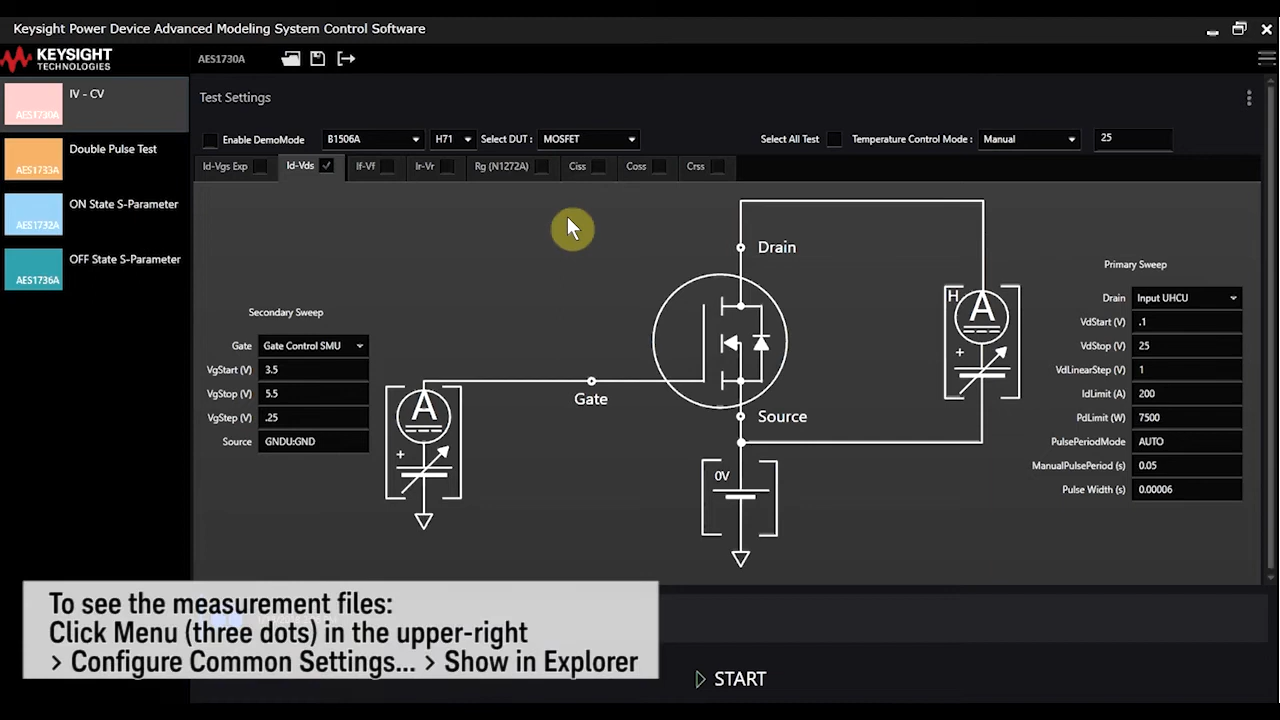 Keysight Power Device Advanced Modeling System Control Software
KEYSIGHT
TECHNOLOGIES
AES1730A
IV - CV
AES1730A
Double Pulse Test
AES1733A
ON State S-Parameter
AES1732A
OFF State S-Parameter
AES1736A
Test Settings
Enable DemoMode
B1506A
H71
Select DUT :
MOSFET
Select All Test
Temperature Control Mode :
Manual
25
Id-Vgs Exp
Id-Vds
If-Vf
Ir-Vr
Rg (N1272A)
Ciss
Coss
Crss
Secondary Sweep
Gate
Gate Control SMU
VgStart (V)
3.5
VgStop (V)
5.5
VgStep (V)
.25
Source
GNDU:GND
A
+
Gate
Drain
Source
0V
H
A
+
Primary Sweep
Drain
Input UHCU
VdStart (V)
.1
VdStop (V)
25
VdLinearStep (V)
1
IdLimit (A)
200
PdLimit (W)
7500
PulsePeriodMode
AUTO
ManualPulsePeriod (s)
0.05
Pulse Width (s)
0.00006
To see the measurement files:
Click Menu (three dots) in the upper-right
> Configure Common Settings... > Show in Explorer
START